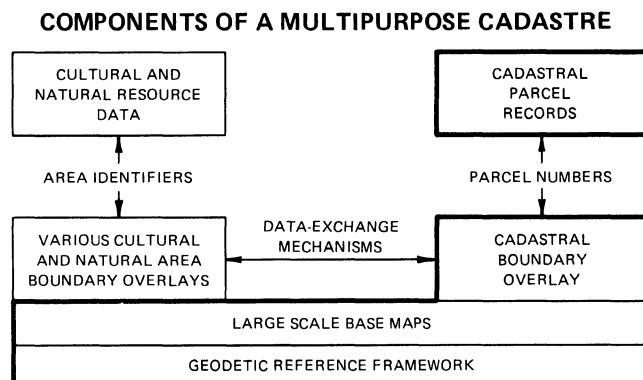 COMPONENTS OF A MULTIPURPOSE CADASTRE
CULTURAL AND
NATURAL RESOURCE
DATA
CADASTRAL
PARCEL
RECORDS
AREA IDENTIFIERS
PARCEL NUMBERS
VARIOUS CULTURAL
AND NATURAL AREA
BOUNDARY OVERLAYS
DATA-EXCHANGE
MECHANISMS
CADASTRAL
BOUNDARY
OVERLAY
LARGE SCALE BASE MAPS
GEODETIC REFERENCE FRAMEWORK